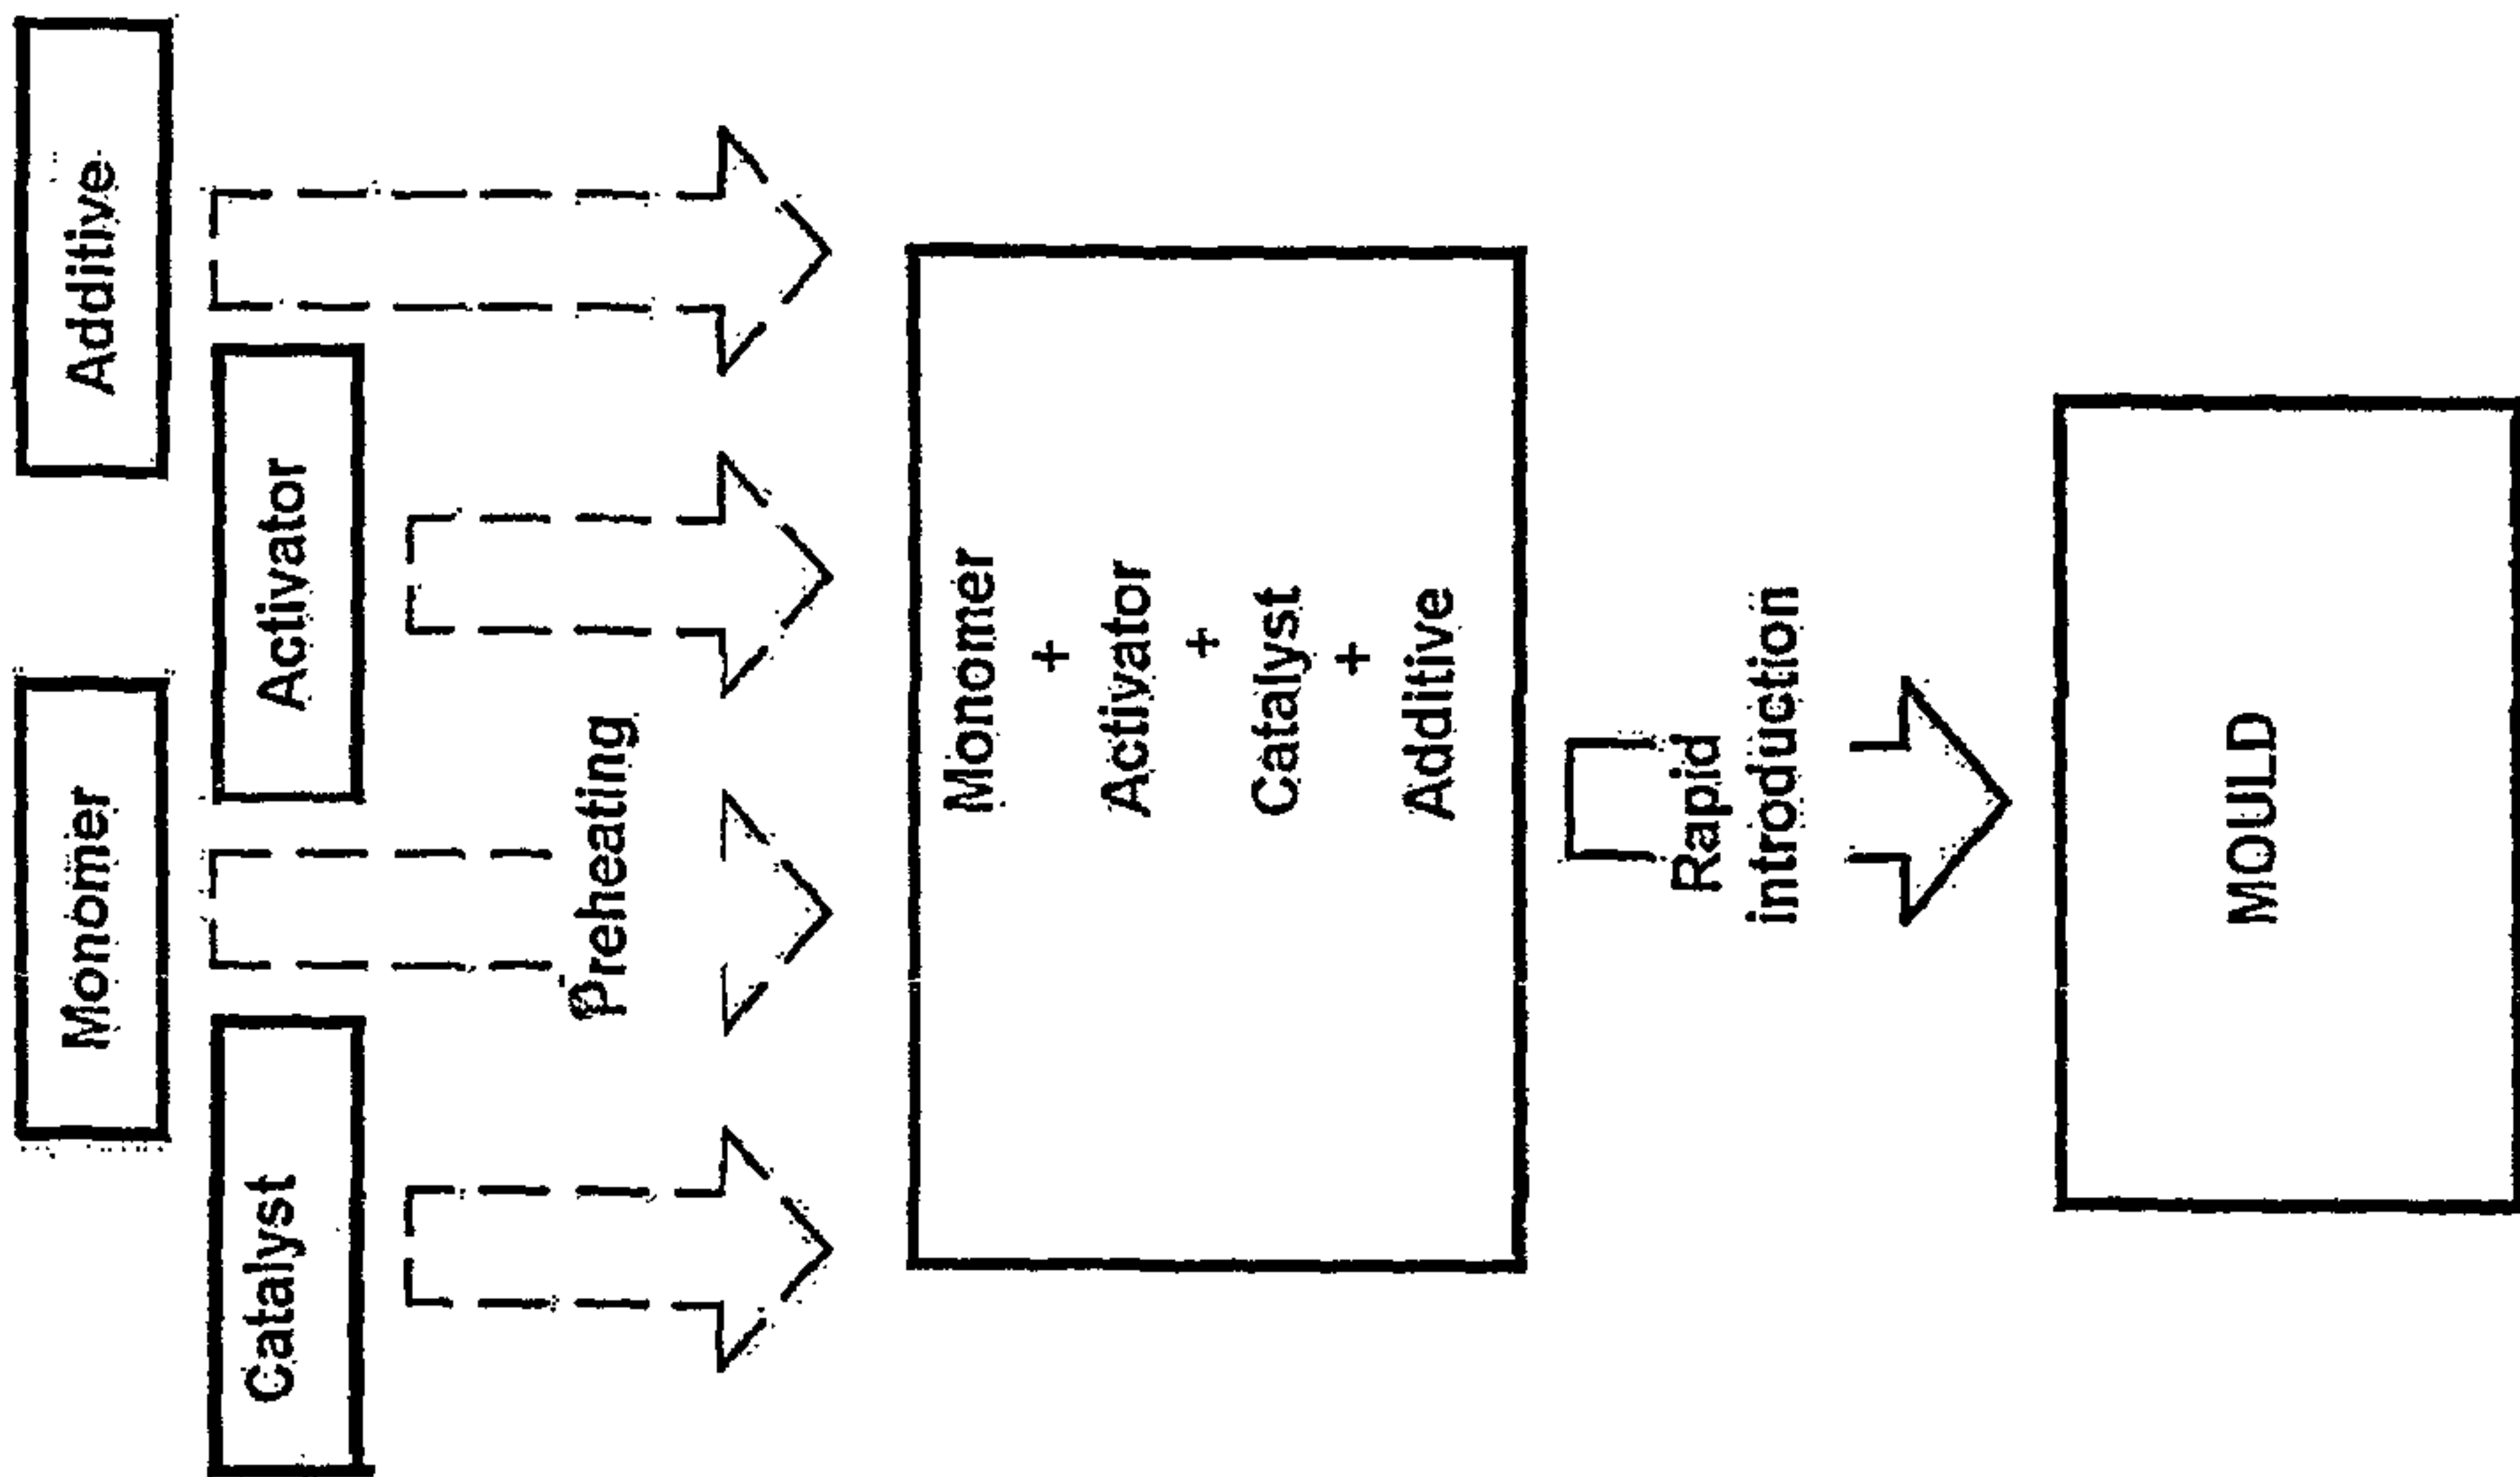 Monomer
Additive
Catalyst
Activator
Preheating
Monomer
+
Activator
+
Catalyst
+
Additive
Rapid
introduction
MOULD